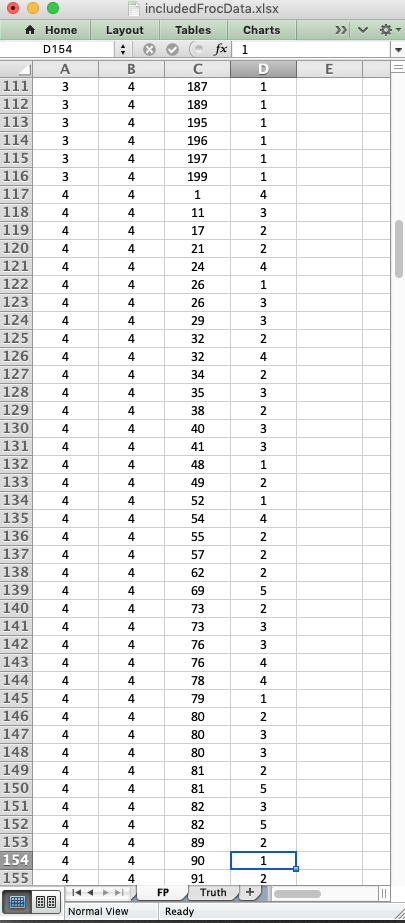 includedFrocData.xlsx
Home Layout Tables Charts >>
D154 fx 1
A B C D E
111 3 4 187 1
112 3 4 189 1
113 3 4 195 1
114 3 4 196 1
115 3 4 197 1
116 3 4 199 1
117 4 4 1 4
118 4 4 11 3
119 4 4 17 2
120 4 4 21 2
121 4 4 24 4
122 4 4 26 1
123 4 4 26 3
124 4 4 29 3
125 4 4 32 2
126 4 4 32 4
127 4 4 34 2
128 4 4 35 3
129 4 4 38 2
130 4 4 40 3
131 4 4 41 3
132 4 4 48 1
133 4 4 49 2
134 4 4 52 1
135 4 4 54 4
136 4 4 55 2
137 4 4 57 2
138 4 4 62 2
139 4 4 69 5
140 4 4 73 2
141 4 4 73 3
142 4 4 76 3
143 4 4 76 4
144 4 4 78 4
145 4 4 79 1
146 4 4 80 2
147 4 4 80 3
148 4 4 80 3
149 4 4 81 2
150 4 4 81 5
151 4 4 82 3
152 4 4 82 5
153 4 4 89 2
154 4 4 90 1
155 4 4 91 2
FP Truth +
Normal View Ready